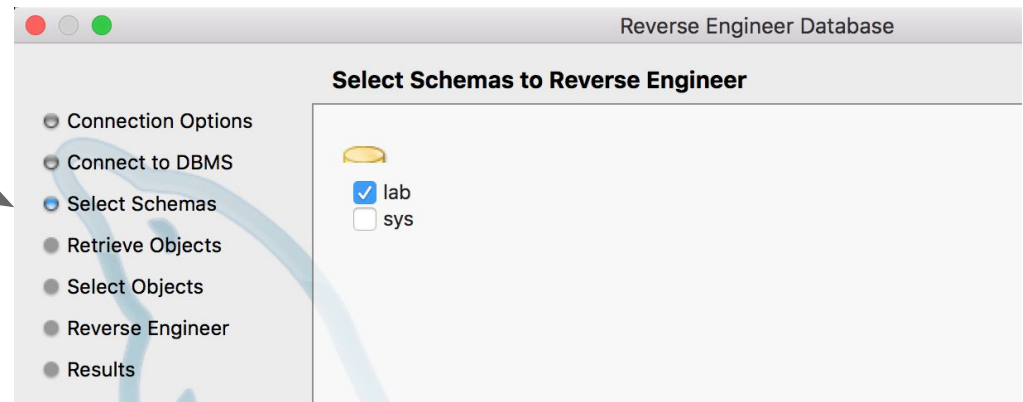 Reverse Engineer Database
Select Schemas to Reverse Engineer
Connection Options
Connect to DBMS
Select Schemas
Retrieve Objects
Select Objects
Reverse Engineer
Results
lab
sys